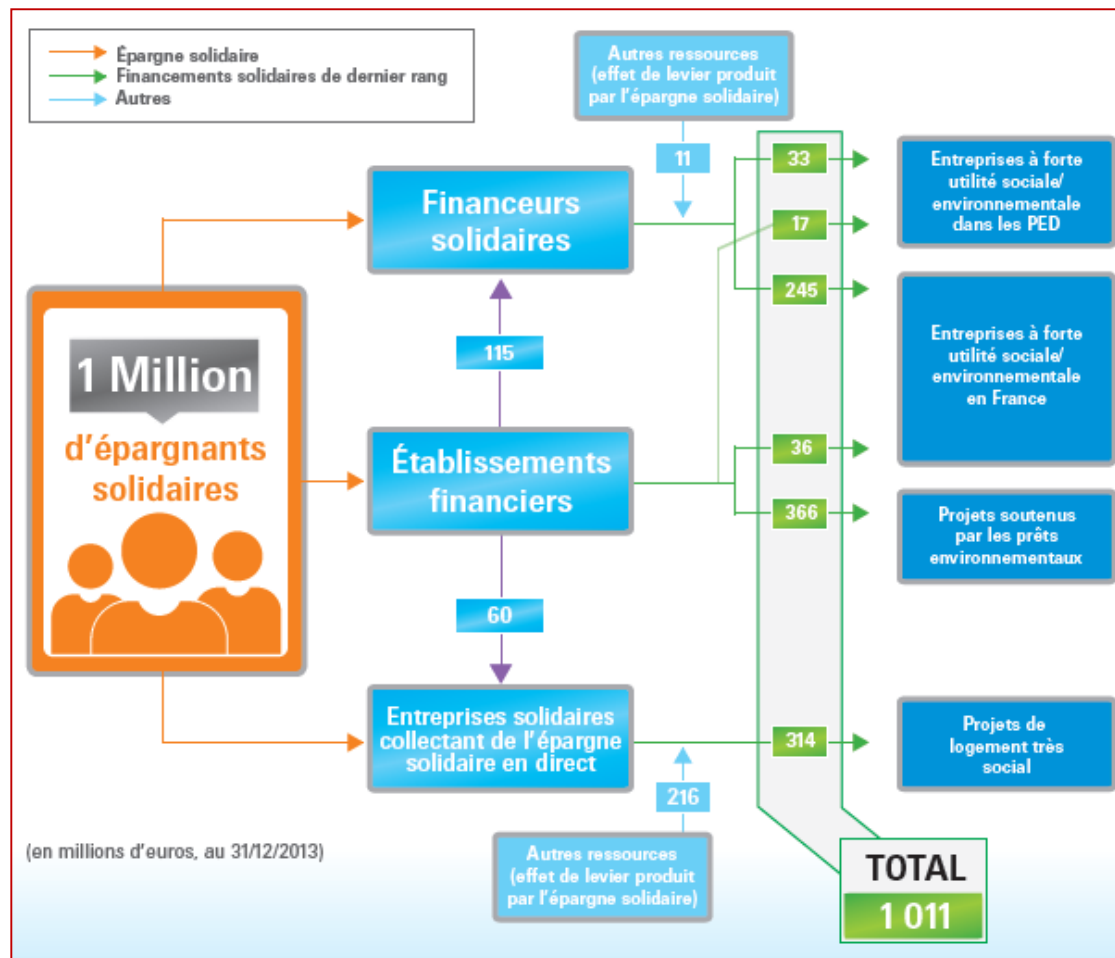 Épargne solidaire
Financements solidaires de dernier rang
Autres
Autres ressources
(effet de levier produit
par l'épargne solidaire)
11
33
17
245
Entreprises à forte
utilité sociale/
environnementale
dans les PED
Financeurs
solidaires
115
1 Million
d'épargnants
solidaires
Établissements
financiers
Entreprises à forte
utilité sociale/
environnementale
en France
36
366
Projets soutenus
par les prêts
environnementaux
60
Entreprises solidaires
collectant de l'épargne
solidaire en direct
314
Projets de
logement très
social
216
Autres ressources
(effet de levier produit
par l'épargne solidaire)
(en millions d'euros, au 31/12/2013)
TOTAL
1 011